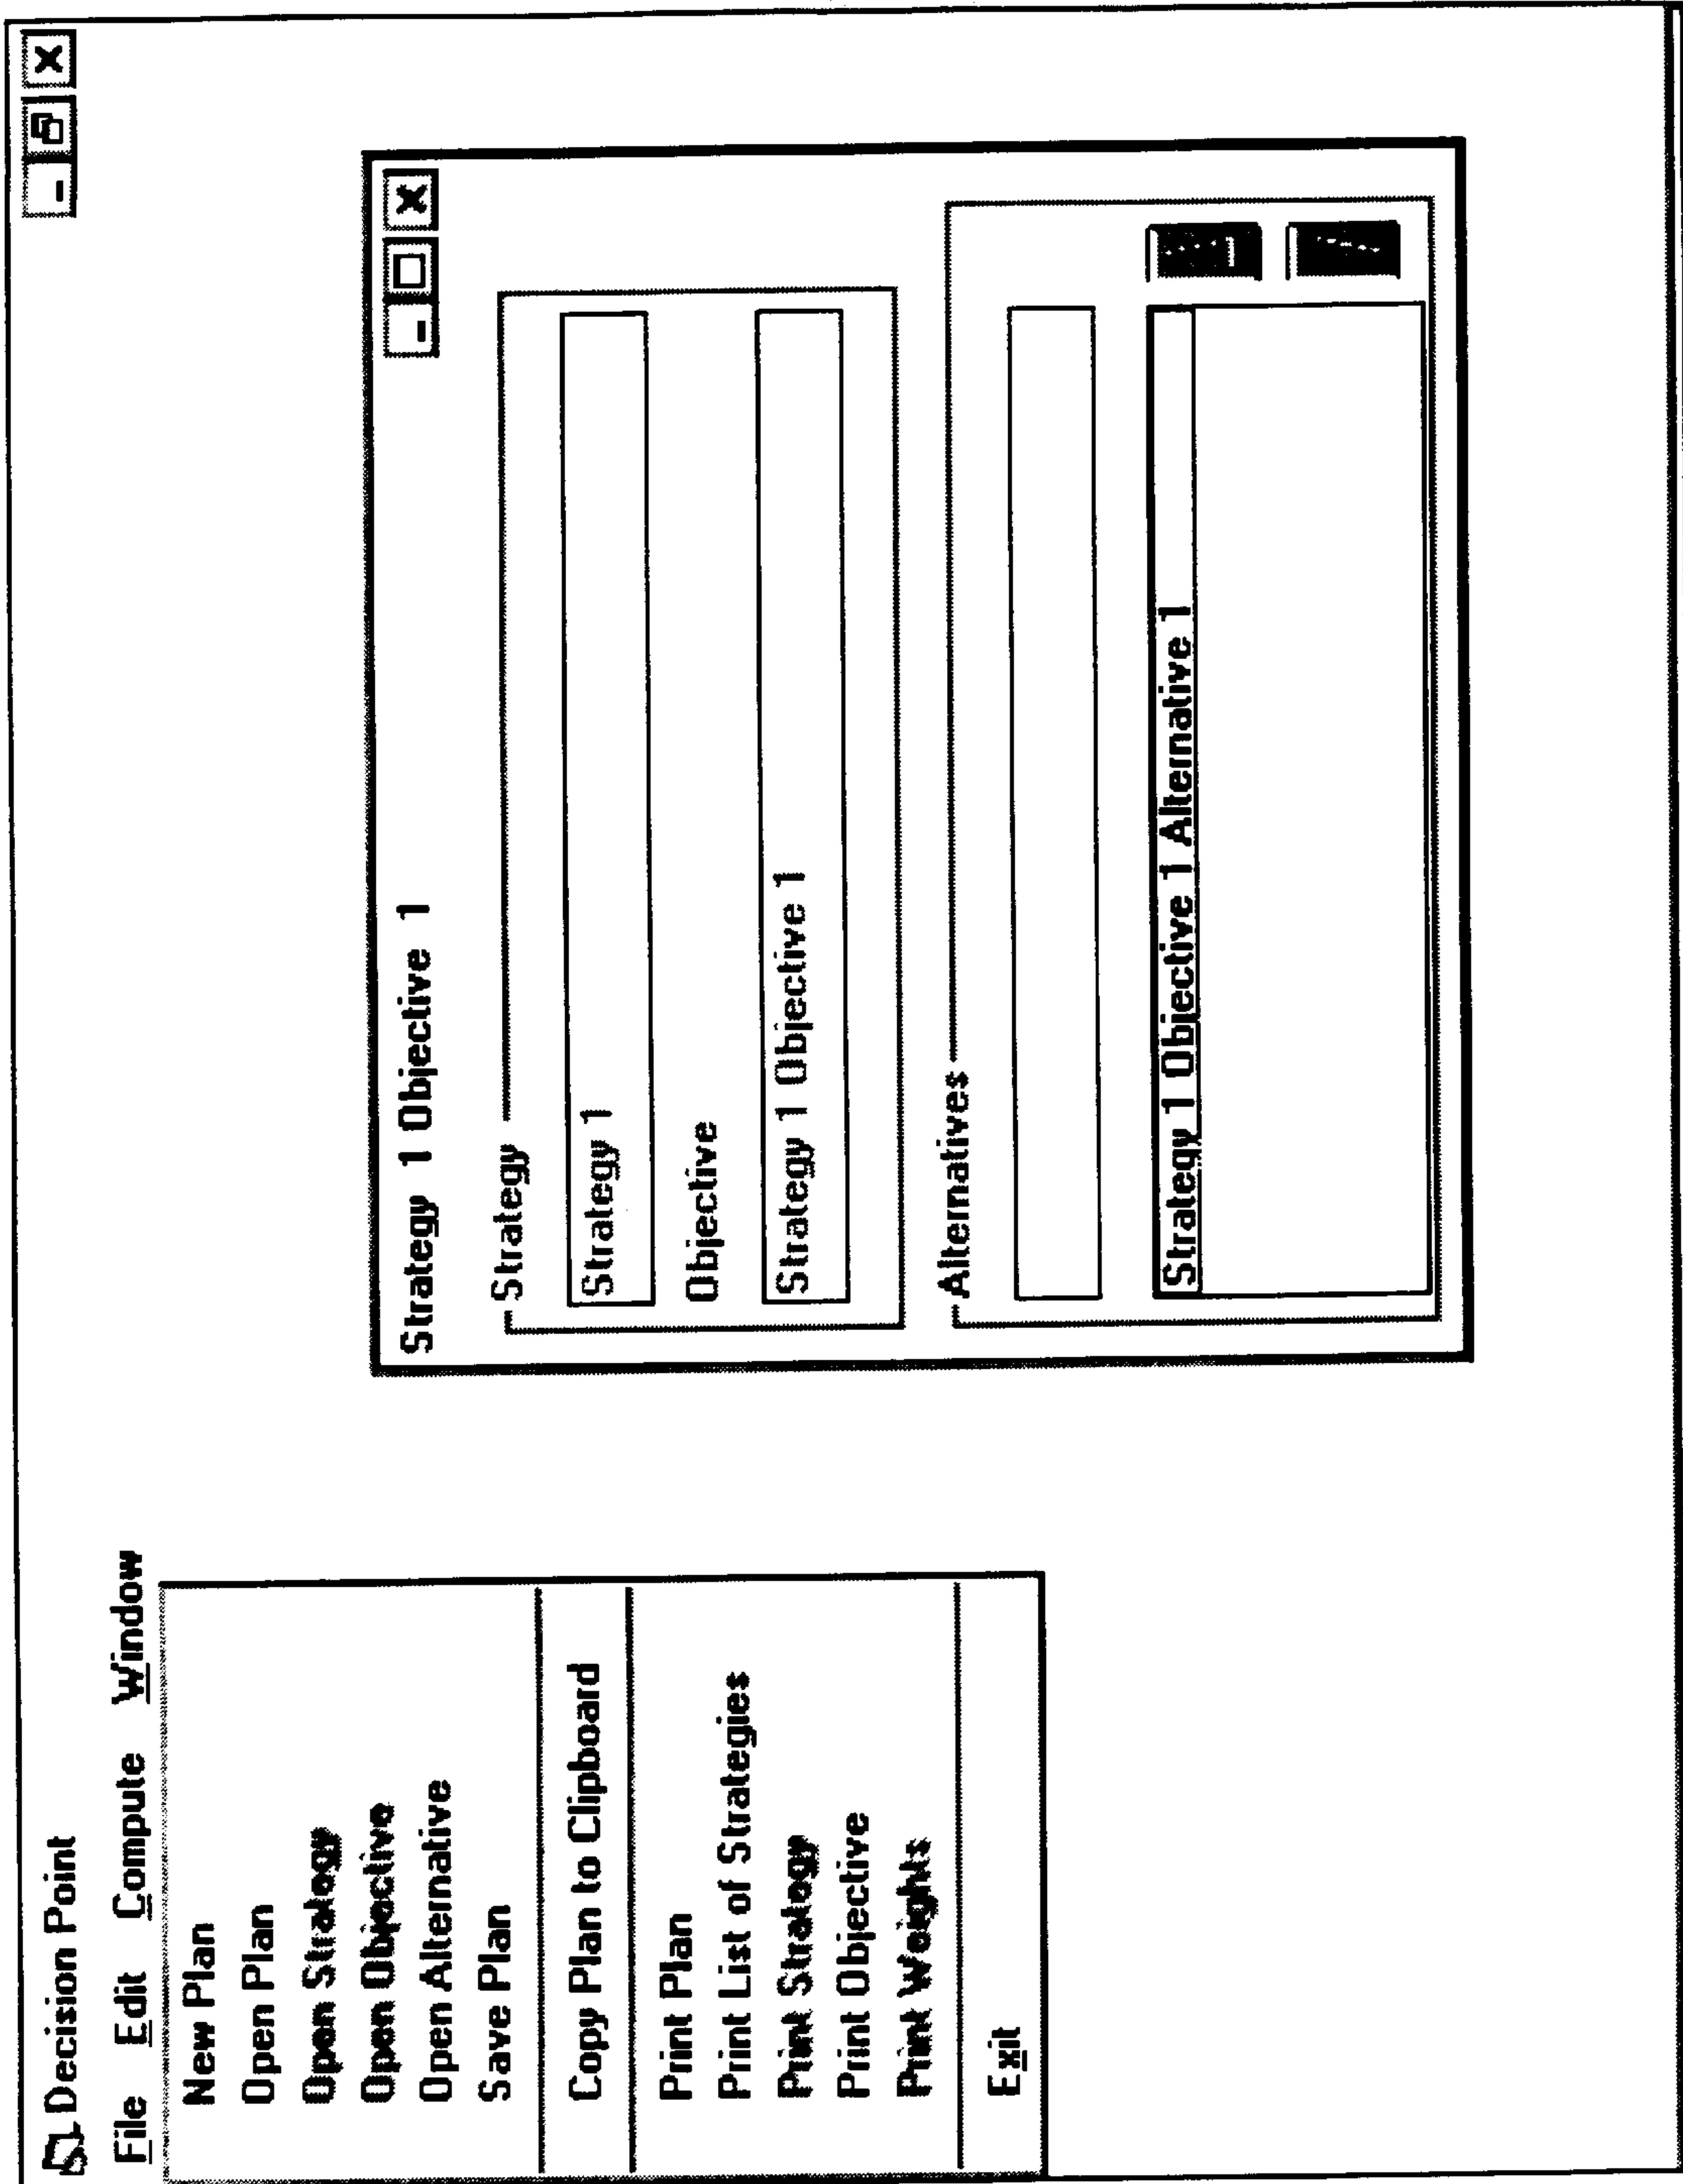 Decision Point
File Edit Compute Window
New Plan
Open Plan
Open Strategy
Open Objective
Open Alternative
Save Plan
Copy Plan to Clipboard
Print Plan
Print List of Strategies
Print Strategy
Print Objective
Print Weights
Exit
Strategy 1 Objective 1
Strategy
Strategy 1
Objective
Strategy 1 Objective 1
Alternatives
Strategy 1 Objective 1 Alternative 1